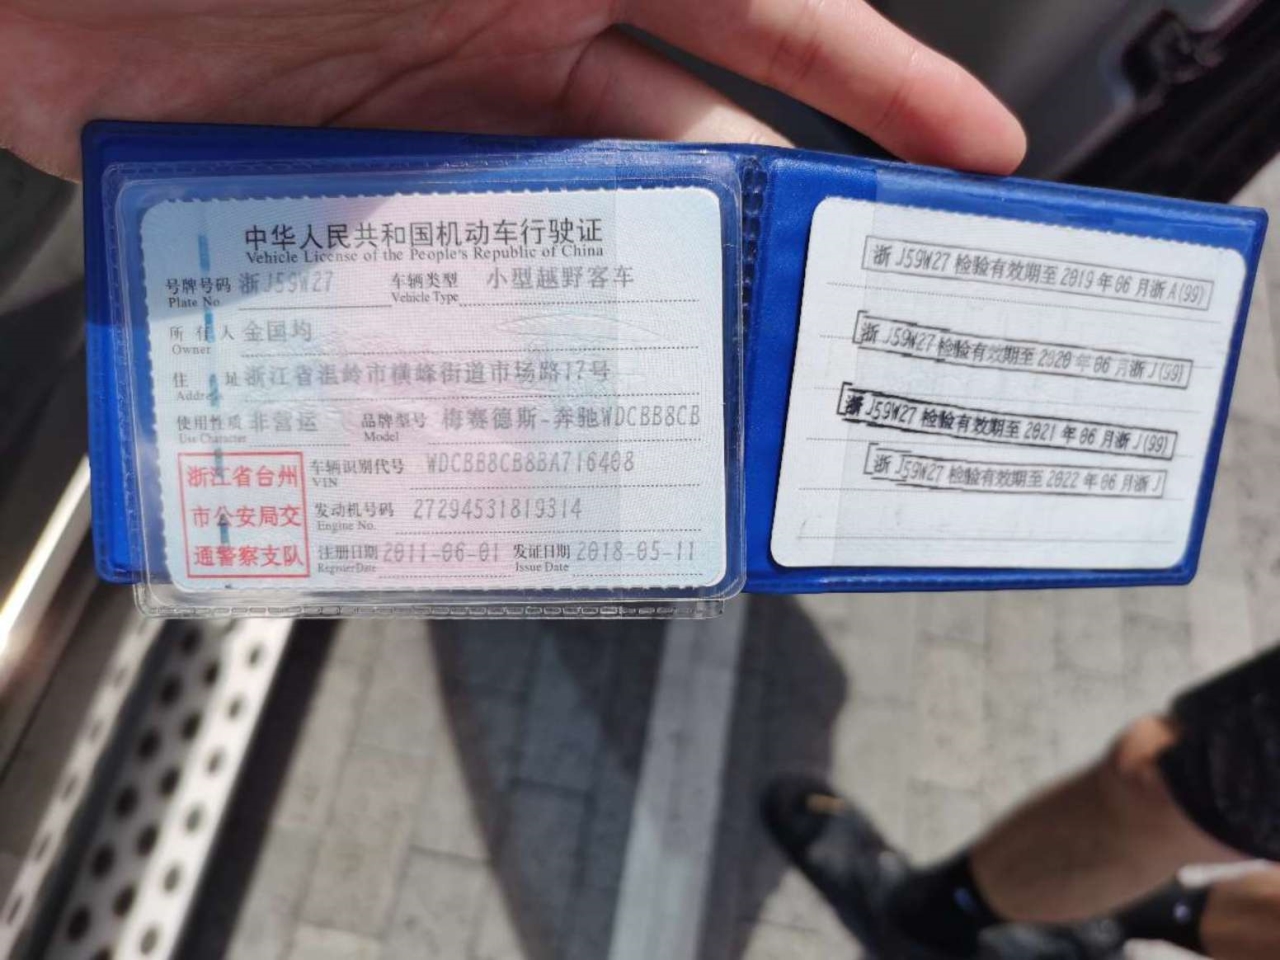 中华人民共和国机动车行驶证
Vehicle License of the People's Republic of China
号牌号码 浙J59W27 车辆类型 小型越野客车
Plate No. Vehicle Type
所有人 金国均
Owner
住址 浙江省温岭市横峰街道市场路17号
Address
使用性质 非营运 品牌型号 梅赛德斯-奔驰WDCBB8CB
Use Character Model
浙江省台州
市公安局交
通警察支队
车辆识别代号 WDCBB8CB8BA716408
VIN
发动机号码 27294531819314
Engine No.
注册日期 2011-06-01 发证日期 2018-05-11
Register Date Issue Date
浙J59W27 检验有效期至2019年06月浙A(99)
浙J59W27 检验有效期至2020年06月浙J(99)
浙J59W27 检验有效期至2021年06月浙J(99)
浙J59W27 检验有效期至2022年06月浙J